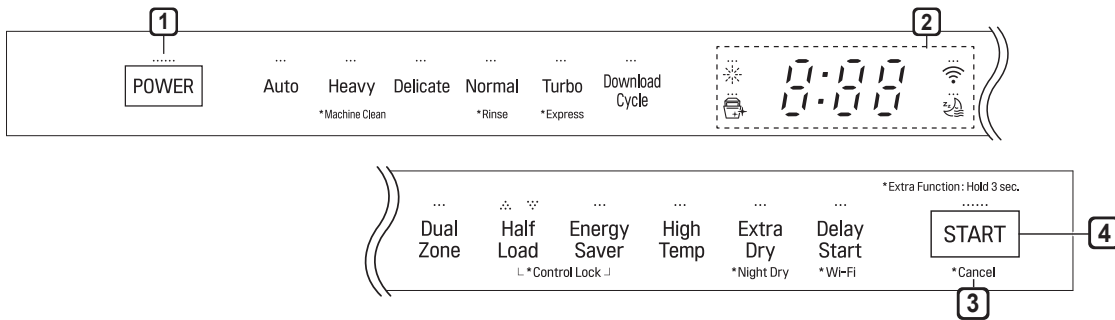 1
2
POWER
Auto
Heavy
Delicate
Normal
Turbo
Download
Cycle
*Machine Clean
*Rinse
*Express
8:88
*Extra Function: Hold 3 sec.
Dual
Zone
Half
Load
Energy
Saver
High
Temp
Extra
Dry
Delay
Start
START
4
*Control Lock
*Night Dry
*Wi-Fi
*Cancel
3